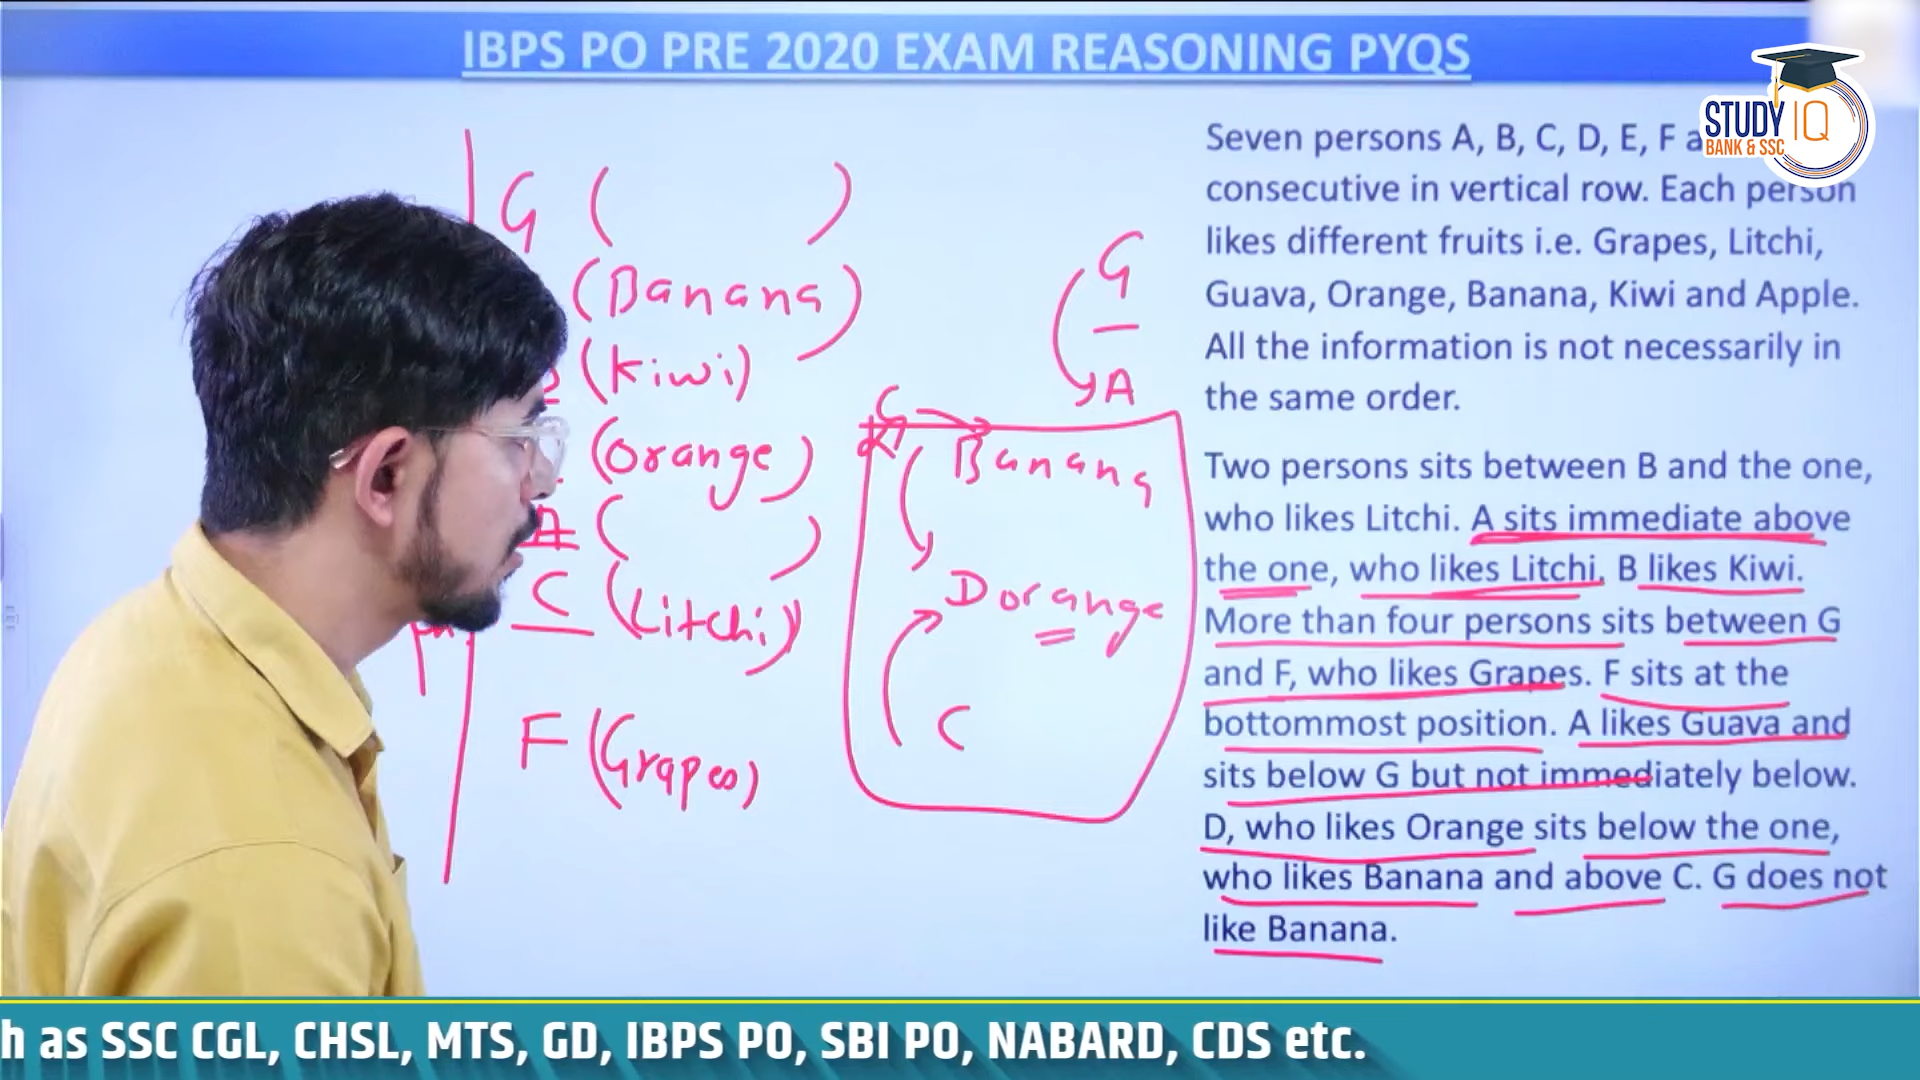 IBPS PO PRE 2020 EXAM REASONING PYQS
STUDY IQ
BANK & SSC
Seven persons A, B, C, D, E, F a
consecutive in vertical row. Each person
likes different fruits i.e. Grapes, Litchi,
Guava, Orange, Banana, Kiwi and Apple.
All the information is not necessarily in
the same order.
Two persons sits between B and the one,
who likes Litchi. A sits immediate above
the one, who likes Litchi. B likes Kiwi.
More than four persons sits between G
and F, who likes Grapes. F sits at the
bottommost position. A likes Guava and
sits below G but not immediately below.
D, who likes Orange sits below the one,
who likes Banana and above C. G does not
like Banana.
G ( )
(Banana)
(Kiwi)
(Orange)
A ( )
C (Litchi)
F (Grapes)
G
A
G
Banana
D Orange
C
h as SSC CGL, CHSL, MTS, GD, IBPS PO, SBI PO, NABARD, CDS etc.